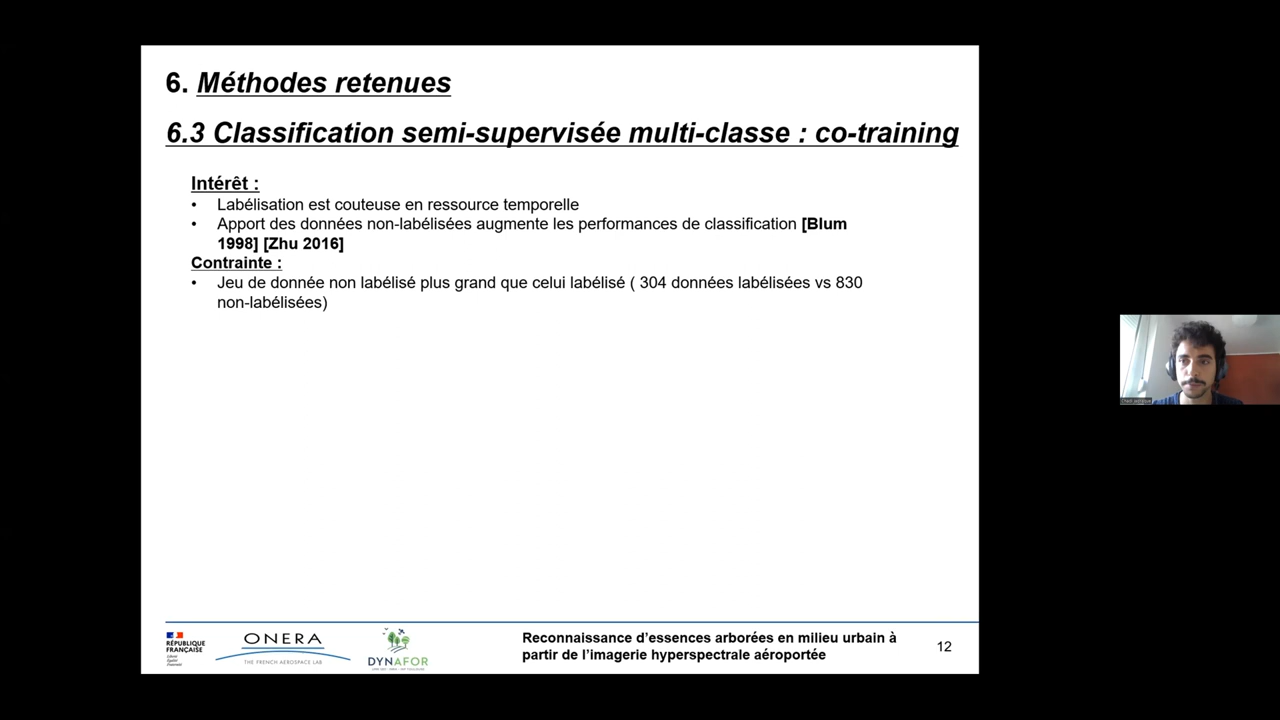 6. Méthodes retenues
6.3 Classification semi-supervisée multi-classe : co-training
Intérêt :
• Labélisation est couteuse en ressource temporelle
• Apport des données non-labélisées augmente les performances de classification [Blum
1998] [Zhu 2016]
Contrainte :
• Jeu de donnée non labélisé plus grand que celui labélisé ( 304 données labélisées vs 830
non-labélisées)
RÉPUBLIQUE
FRANÇAISE
Liberté
Égalité
Fraternité
ONERA
THE FRENCH AEROSPACE LAB
DYNAFOR
Reconnaissance d’essences arborées en milieu urbain à
partir de l’imagerie hyperspectrale aéroportée
12